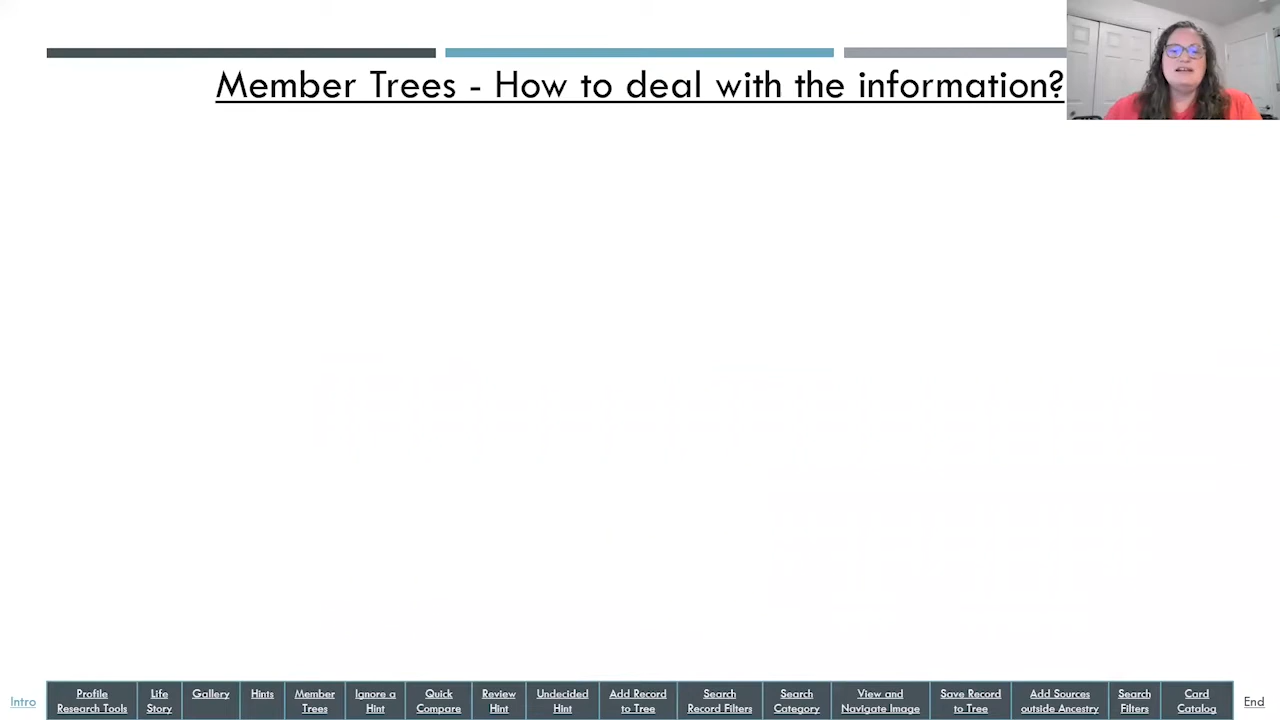 Member Trees - How to deal with the information?
Intro
Profile
Research Tools
Life
Story
Gallery
Hints
Member
Trees
Ignore a
Hint
Quick
Compare
Review
Hint
Undecided
Hint
Add Record
to Tree
Search
Record Filters
Search
Category
View and
Navigate Image
Save Record
to Tree
Add Sources
outside Ancestry
Search
Filters
Card
Catalog
End